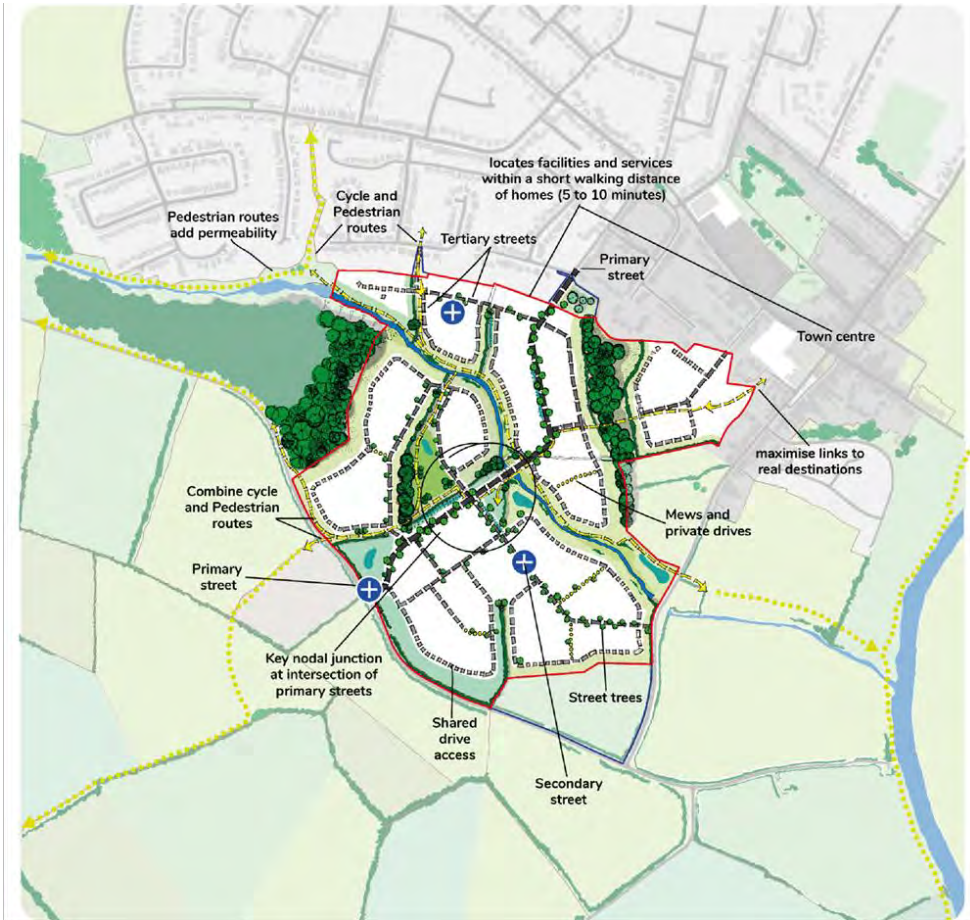 locates facilities and services
within a short walking distance
of homes (5 to 10 minutes)
Cycle and
Pedestrian
routes
Pedestrian routes
add permeability
Tertiary streets
Primary
street
Town centre
maximise links to
real destinations
Combine cycle
and Pedestrian
routes
Mews and
private drives
Primary
street
Key nodal junction
at intersection of
primary streets
Street trees
Shared
drive
access
Secondary
street